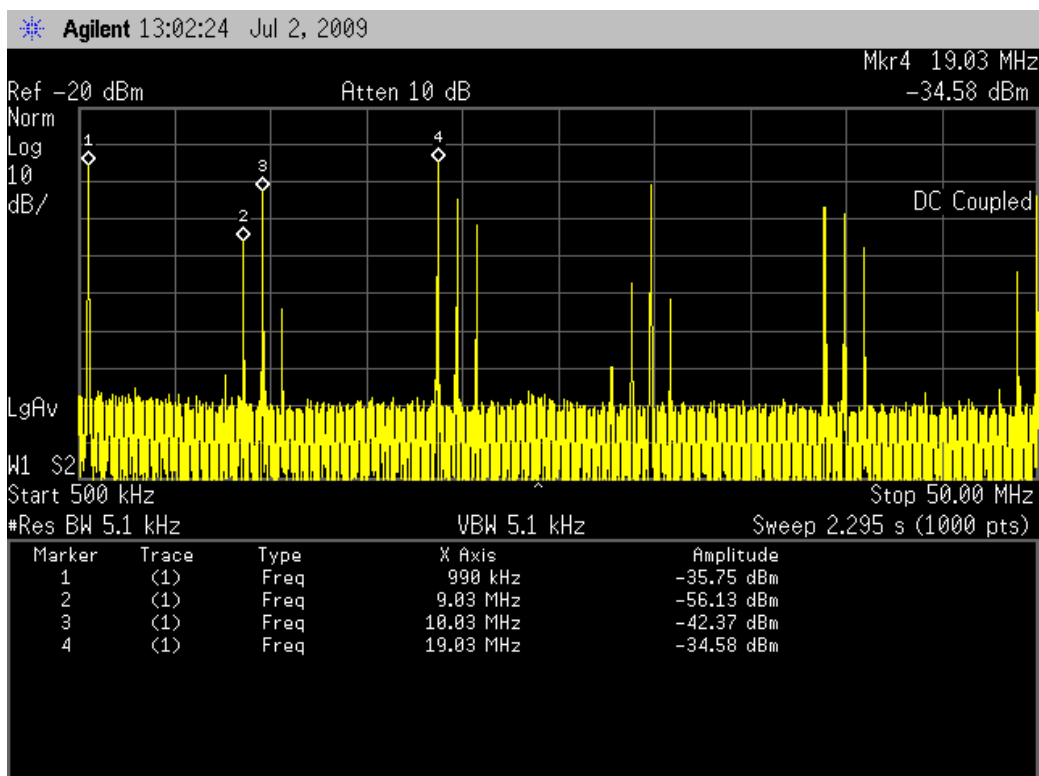 Agilent 13:02:24 Jul 2, 2009
Mkr4 19.03 MHz
Ref -20 dBm Atten 10 dB -34.58 dBm
Norm
Log
10
dB/
1
2
3
4
DC Coupled
LgAv
W1 S2
Start 500 kHz Stop 50.00 MHz
#Res BW 5.1 kHz VBW 5.1 kHz Sweep 2.295 s (1000 pts)
Marker Trace Type X Axis Amplitude
1 (1) Freq 990 kHz -35.75 dBm
2 (1) Freq 9.03 MHz -56.13 dBm
3 (1) Freq 10.03 MHz -42.37 dBm
4 (1) Freq 19.03 MHz -34.58 dBm